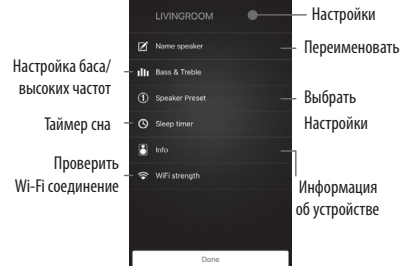 LIVINGROOM
Настройки
Name speaker
Переименовать
Настройка баса/
высоких частот
Bass & Treble
Speaker Preset
Выбрать
Настройки
Таймер сна
Sleep timer
Info
Проверить
Wi-Fi соединение
WiFi strength
Информация
об устройстве
Done